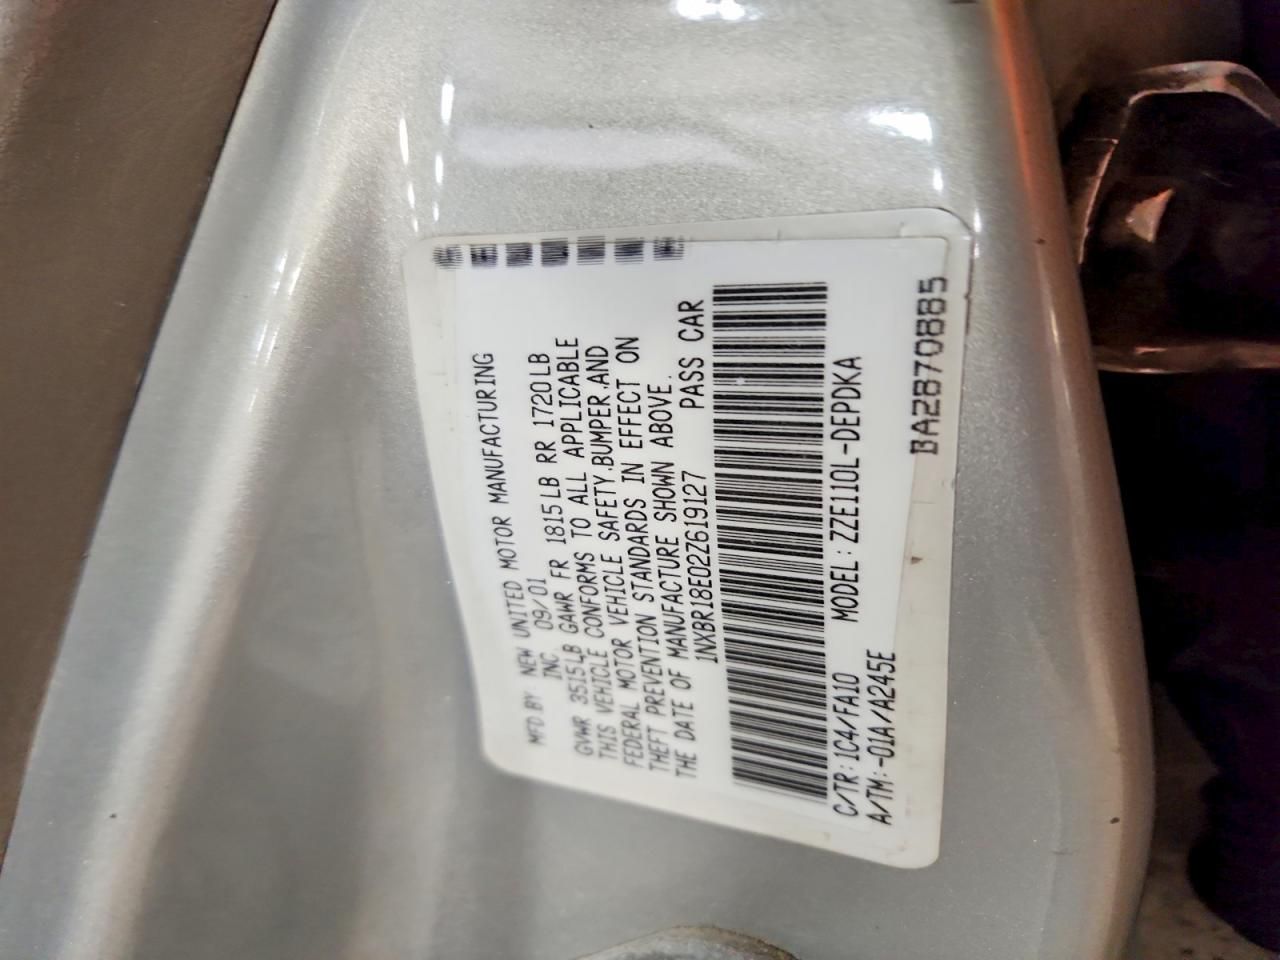 MFD BY NEW UNITED MOTOR MANUFACTURING
INC. 09/01
GVWR 3515LB GAWR FR 1815LB RR 1720LB
THIS VEHICLE CONFORMS TO ALL APPLICABLE
FEDERAL MOTOR VEHICLE SAFETY,BUMPER,AND
THEFT PREVENTION STANDARDS IN EFFECT ON
THE DATE OF MANUFACTURE SHOWN ABOVE.
1NXBR18E02Z619127 PASS CAR
C/TR:1C4/FA10 MODEL:ZZE110L-DEPDKA
A/TM:-01A/A245E
BA2870885